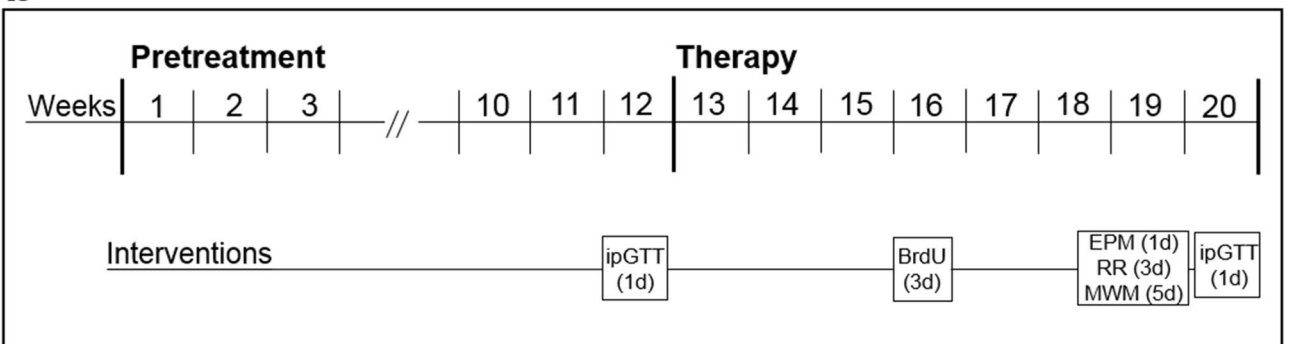 Pretreatment Therapy
Weeks 1 2 3 // 10 11 12 13 14 15 16 17 18 19 20
Interventions
ipGTT
(1d)
BrdU
(3d)
EPM (1d)
RR (3d)
MWM (5d)
ipGTT
(1d)